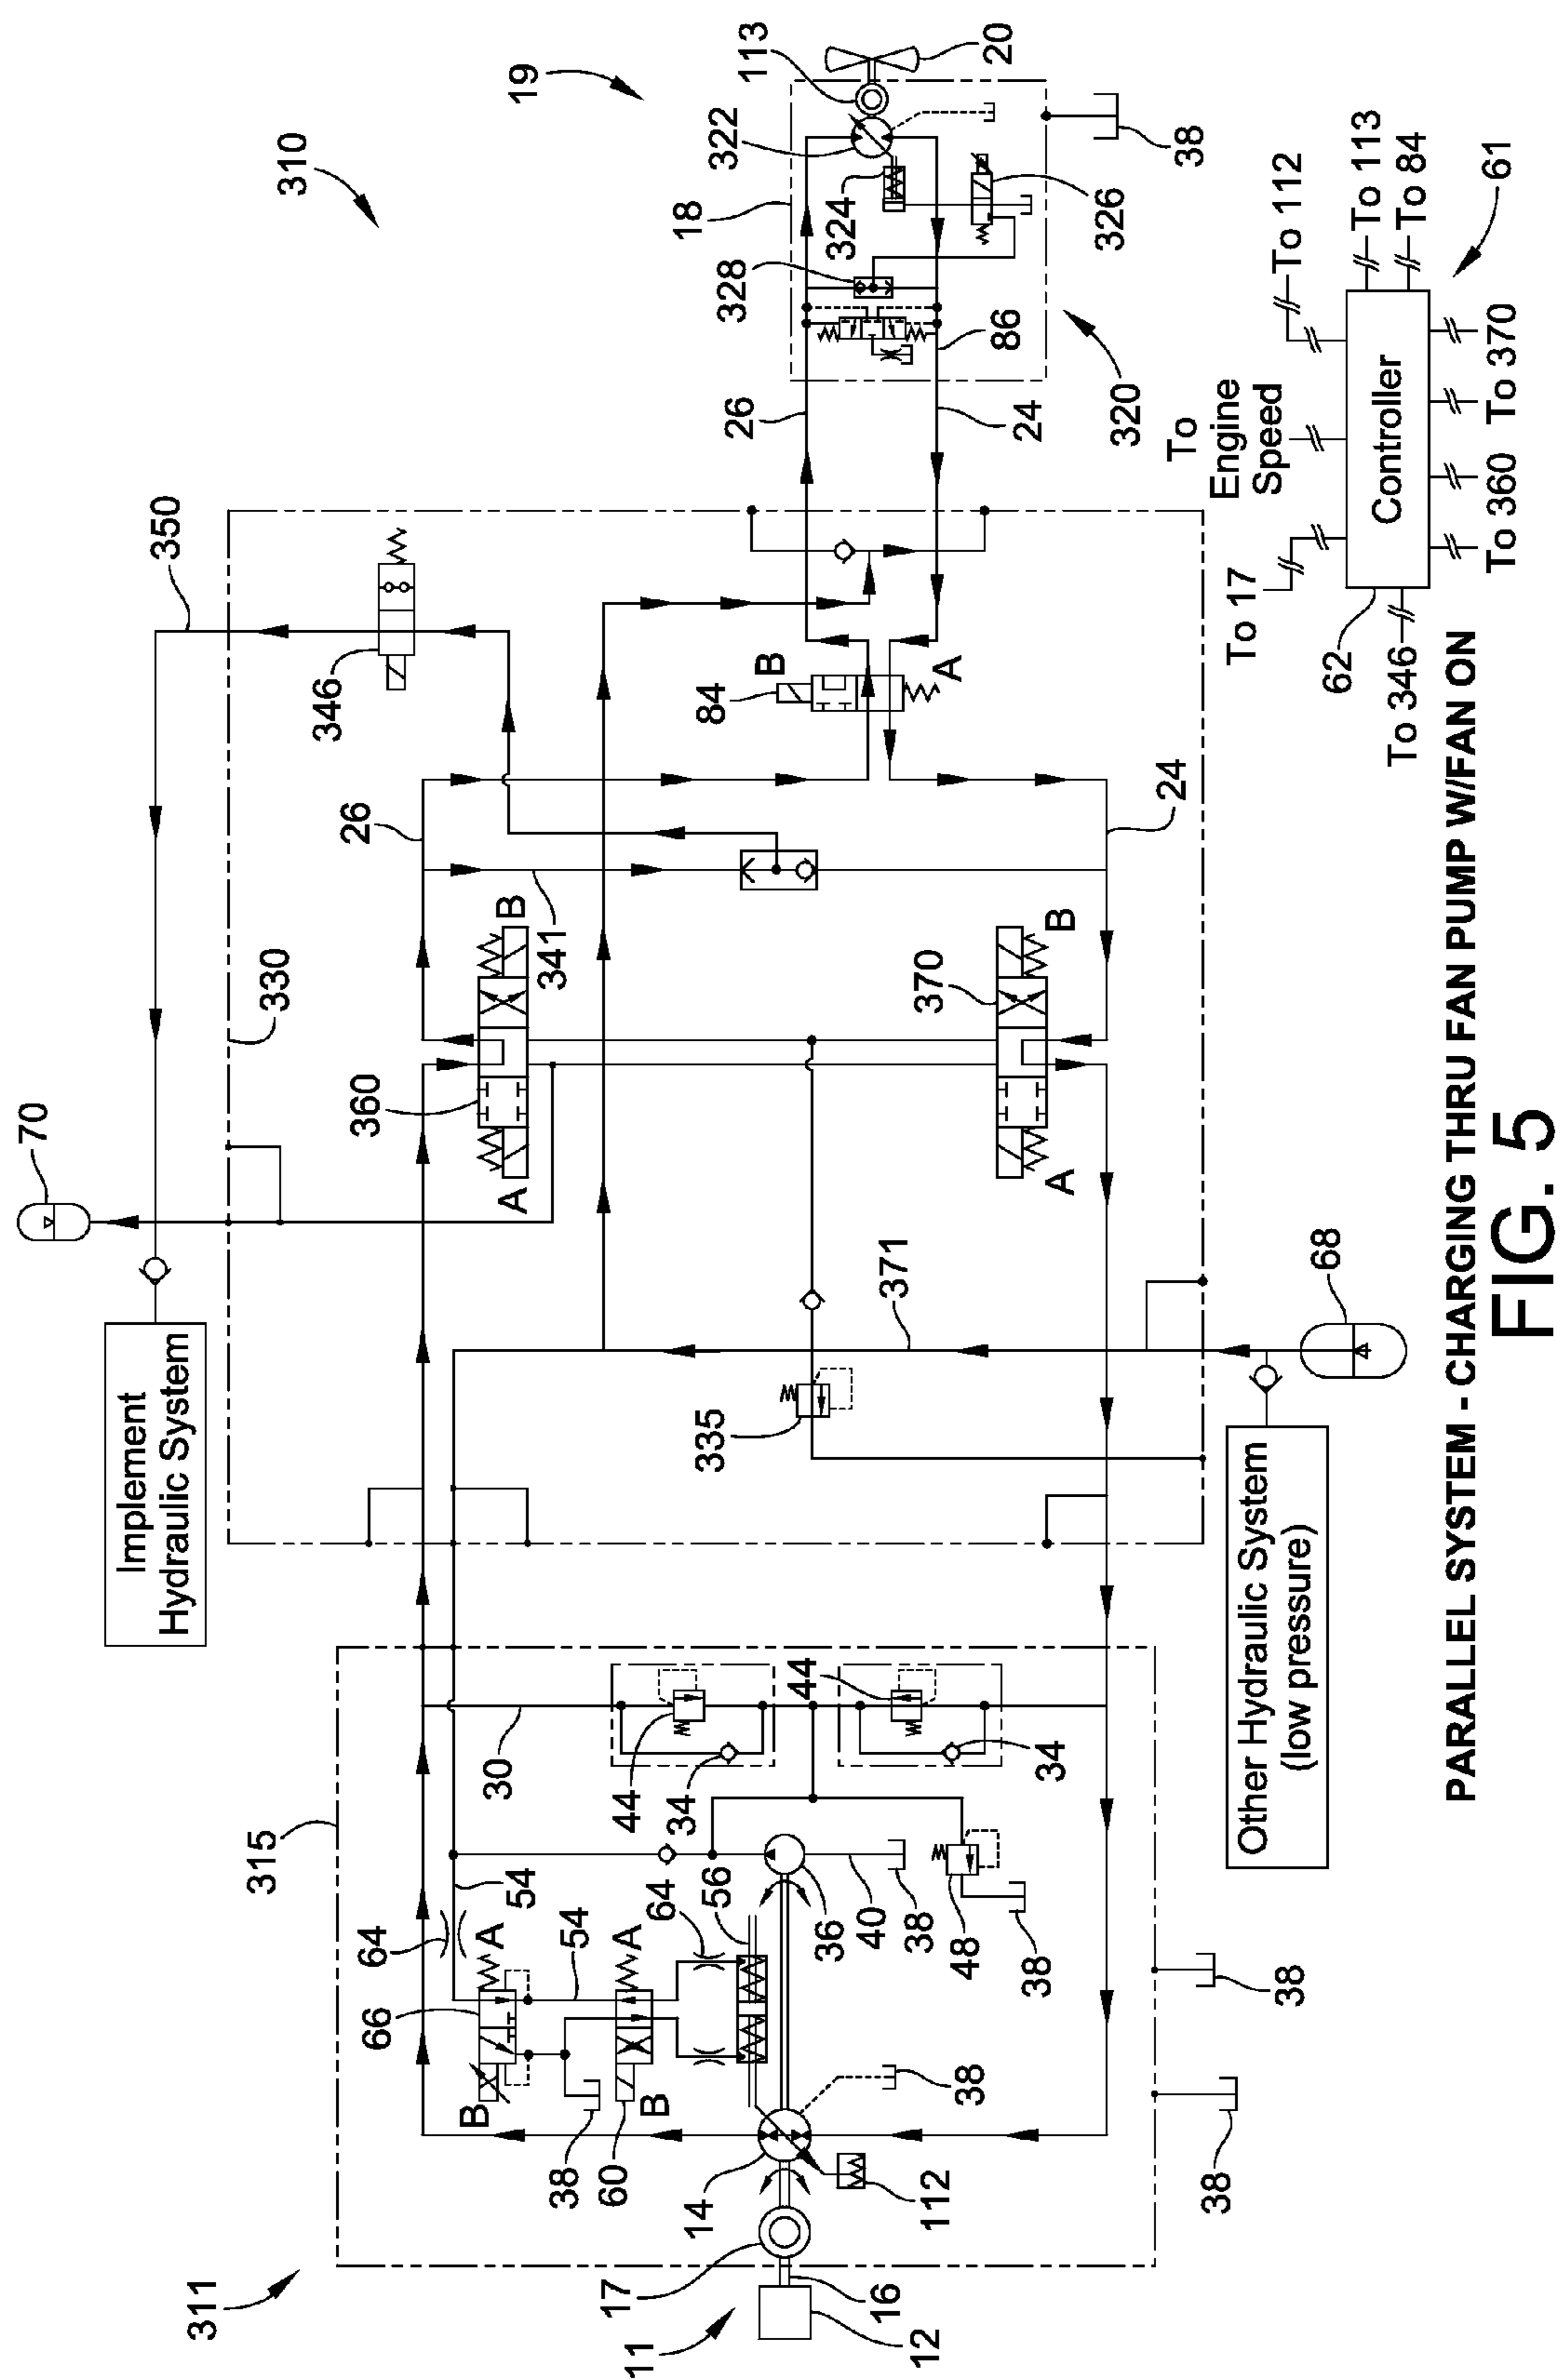 310
19
113
20
322
18
324
326
328
86
38
26
24
320
350
346
B
84
A
26
341
24
330
B
360
A
B
370
A
70
371
335
68
Implement
Hydraulic System
Other Hydraulic System
(low pressure)
315
30
44
34
44
34
54
64
A
66
B
54
A
64
56
36
40
38
48
38
38
60
B
38
14
112
38
38
17
16
12
11
311
To 17
To
Engine
Speed
To 112
To 113
To 84
61
62
Controller
To 346
To 360
To 370
PARALLEL SYSTEM - CHARGING THRU FAN PUMP W/FAN ON
FIG. 5